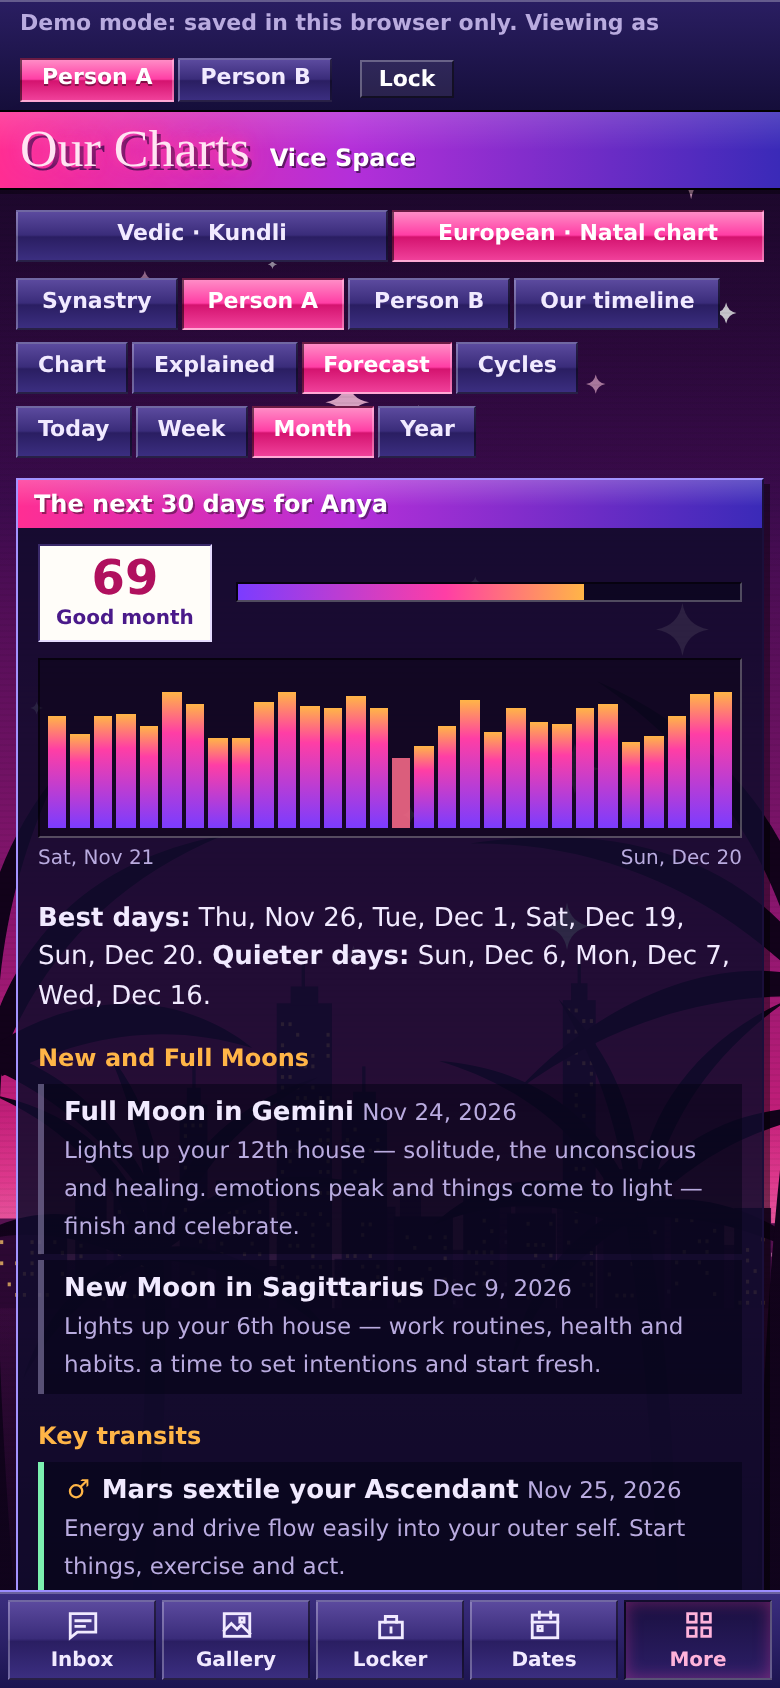 Demo mode: saved in this browser only. Viewing as
Person A Person B Lock
Our Charts Vice Space
Vedic · Kundli European · Natal chart
Synastry Person A Person B Our timeline
Chart Explained Forecast Cycles
Today Week Month Year
The next 30 days for Anya
69
Good month
Sat, Nov 21 Sun, Dec 20
Best days: Thu, Nov 26, Tue, Dec 1, Sat, Dec 19,
Sun, Dec 20. Quieter days: Sun, Dec 6, Mon, Dec 7,
Wed, Dec 16.
New and Full Moons
Full Moon in Gemini Nov 24, 2026
Lights up your 12th house — solitude, the unconscious
and healing. emotions peak and things come to light —
finish and celebrate.
New Moon in Sagittarius Dec 9, 2026
Lights up your 6th house — work routines, health and
habits. a time to set intentions and start fresh.
Key transits
♂ Mars sextile your Ascendant Nov 25, 2026
Energy and drive flow easily into your outer self. Start
things, exercise and act.
Inbox Gallery Locker Dates More